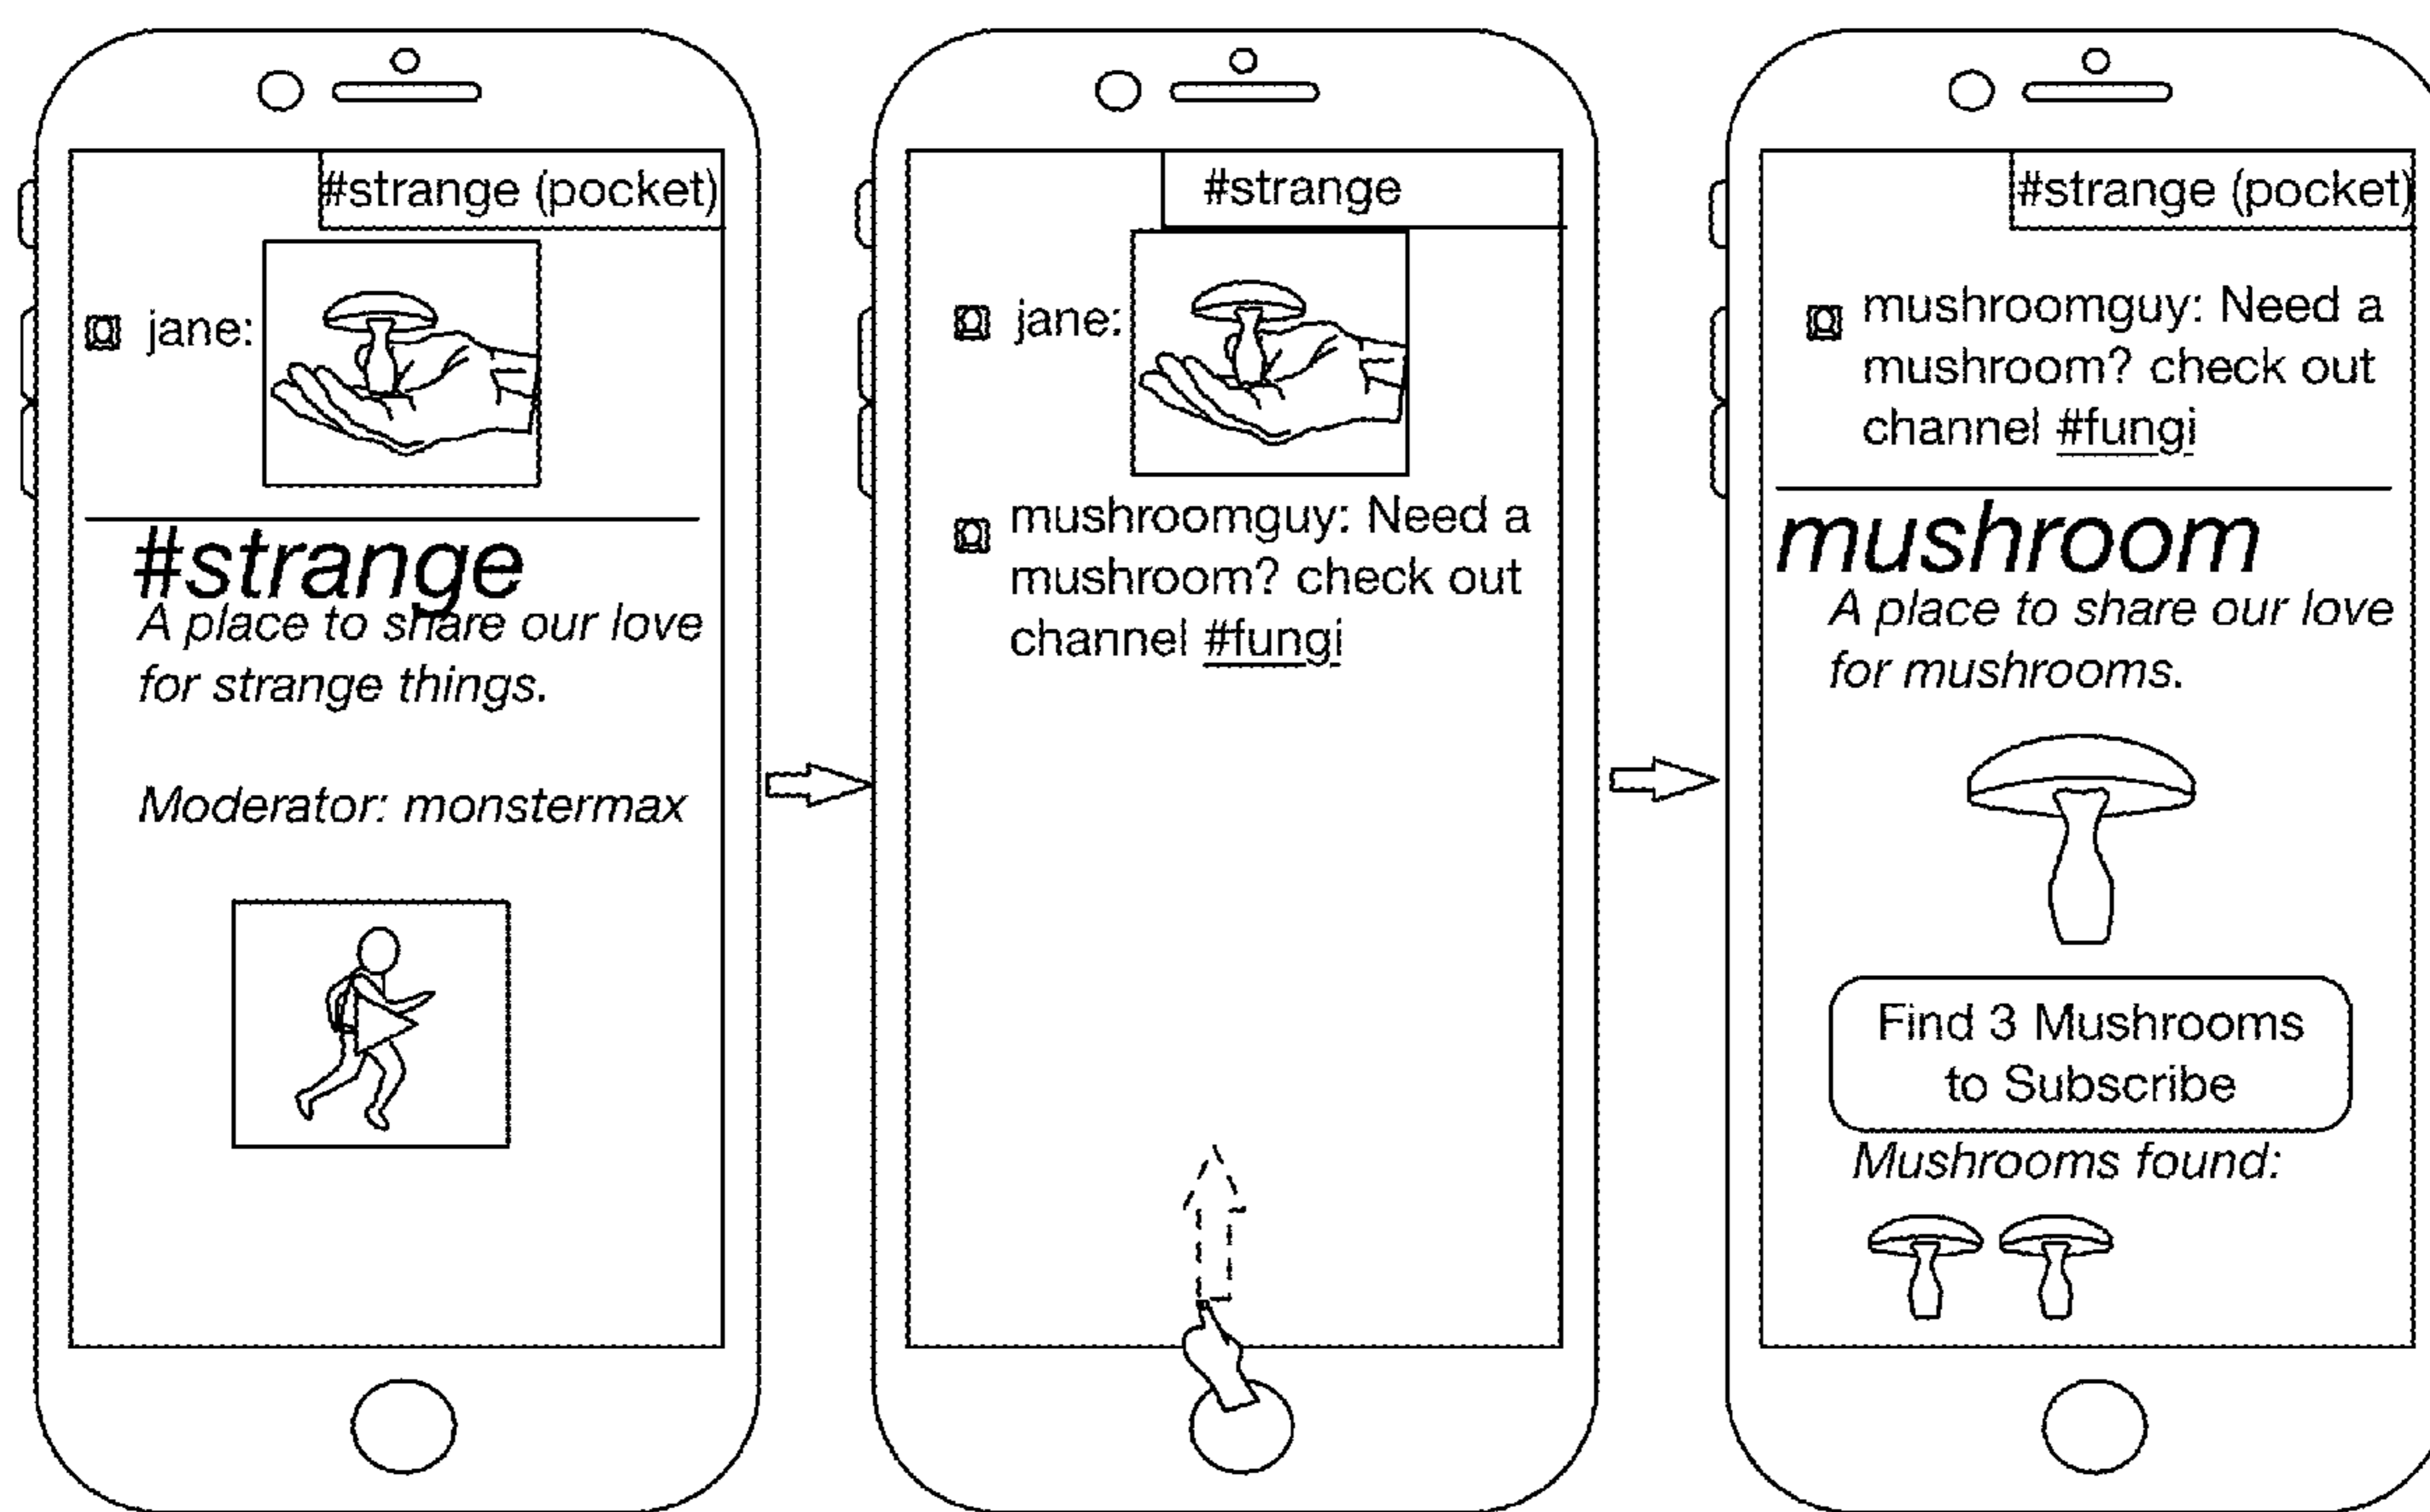 #strange (pocket)
jane:
#strange
A place to share our love
for strange things.
Moderator: monstermax
#strange
jane:
mushroomguy: Need a
mushroom? check out
channel #fungi
#strange (pocket)
mushroomguy: Need a
mushroom? check out
channel #fungi
mushroom
A place to share our love
for mushrooms.
Find 3 Mushrooms
to Subscribe
Mushrooms found: